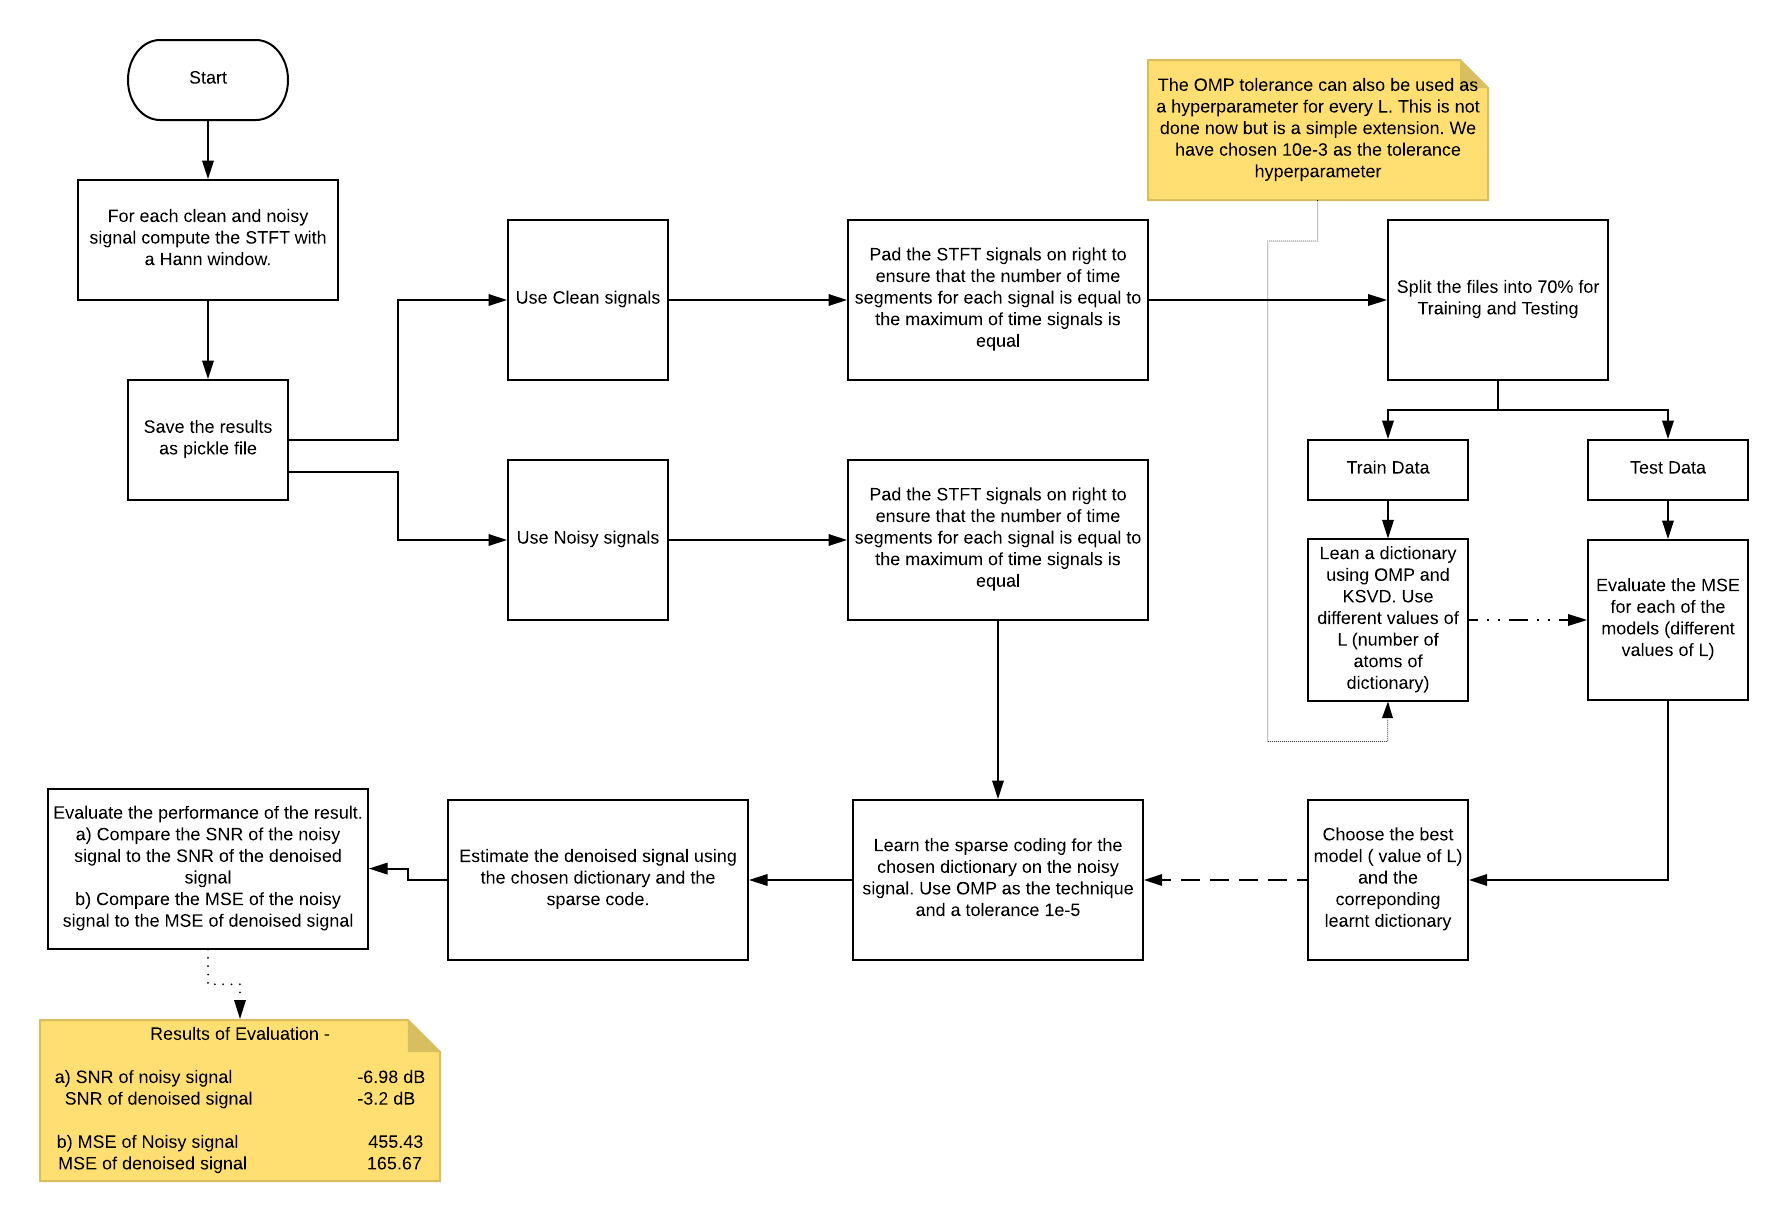 Start
For each clean and noisy
signal compute the STFT with
a Hann window.
Save the results
as pickle file
Use Clean signals
Pad the STFT signals on right to
ensure that the number of time
segments for each signal is equal to
the maximum of time signals is
equal
The OMP tolerance can also be used as
a hyperparameter for every L. This is not
done now but is a simple extension. We
have chosen 10e-3 as the tolerance
hyperparameter
Split the files into 70% for
Training and Testing
Use Noisy signals
Pad the STFT signals on right to
ensure that the number of time
segments for each signal is equal to
the maximum of time signals is
equal
Train Data
Test Data
Lean a dictionary
using OMP and
KSVD. Use
different values of
L (number of
atoms of
dictionary)
Evaluate the MSE
for each of the
models (different
values of L)
Choose the best
model ( value of L)
and the
correponding
learnt dictionary
Learn the sparse coding for the
chosen dictionary on the noisy
signal. Use OMP as the technique
and a tolerance 1e-5
Estimate the denoised signal using
the chosen dictionary and the
sparse code.
Evaluate the performance of the result.
a) Compare the SNR of the noisy
signal to the SNR of the denoised
signal
b) Compare the MSE of the noisy
signal to the MSE of denoised signal
Results of Evaluation -
a) SNR of noisy signal -6.98 dB
SNR of denoised signal -3.2 dB
b) MSE of Noisy signal 455.43
MSE of denoised signal 165.67